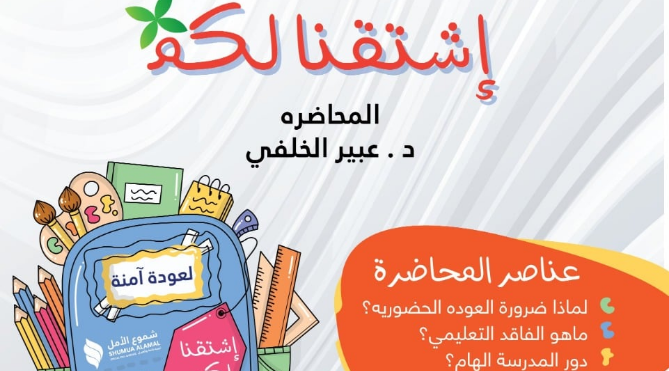 إشتقنا لكم
المحاضره
د . عبير الخلفي
لعودة آمنة
شموع الأمل
SHUMUA ALAMAL
إشتقنا
عناصر المحاضرة
لماذا ضرورة العوده الحضوريه؟
ماهو الفاقد التعليمي؟
دور المدرسة الهام؟